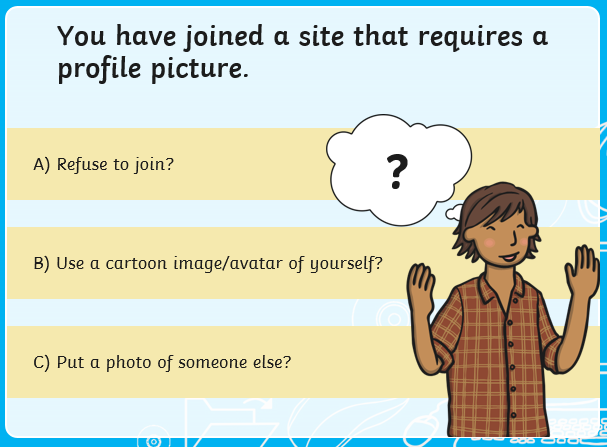 You have joined a site that requires a
profile picture.
?
A) Refuse to join?
B) Use a cartoon image/avatar of yourself?
C) Put a photo of someone else?